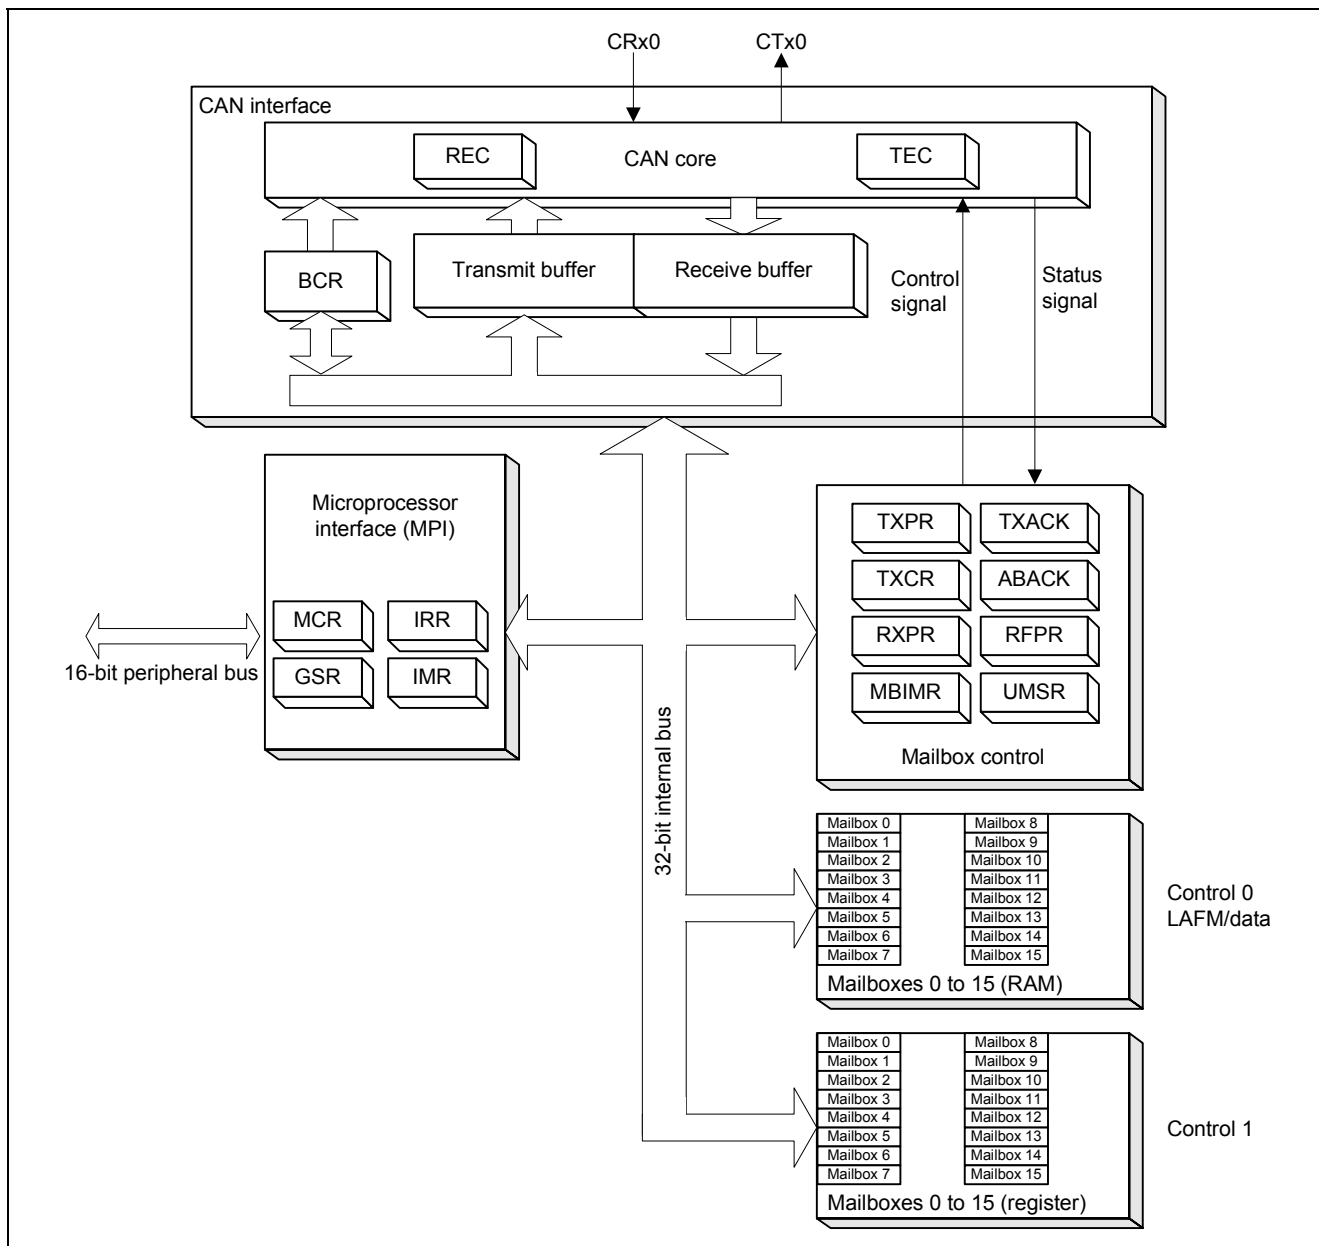 CRx0
CTx0
CAN interface
REC
CAN core
TEC
BCR
Transmit buffer
Receive buffer
Control
signal
Status
signal
Microprocessor
interface (MPI)
MCR
IRR
GSR
IMR
16-bit peripheral bus
32-bit internal bus
TXPR
TXACK
TXCR
ABACK
RXPR
RFPR
MBIMR
UMSR
Mailbox control
Mailbox 0
Mailbox 1
Mailbox 2
Mailbox 3
Mailbox 4
Mailbox 5
Mailbox 6
Mailbox 7
Mailbox 8
Mailbox 9
Mailbox 10
Mailbox 11
Mailbox 12
Mailbox 13
Mailbox 14
Mailbox 15
Mailboxes 0 to 15 (RAM)
Control 0
LAFM/data
Mailbox 0
Mailbox 1
Mailbox 2
Mailbox 3
Mailbox 4
Mailbox 5
Mailbox 6
Mailbox 7
Mailbox 8
Mailbox 9
Mailbox 10
Mailbox 11
Mailbox 12
Mailbox 13
Mailbox 14
Mailbox 15
Mailboxes 0 to 15 (register)
Control 1